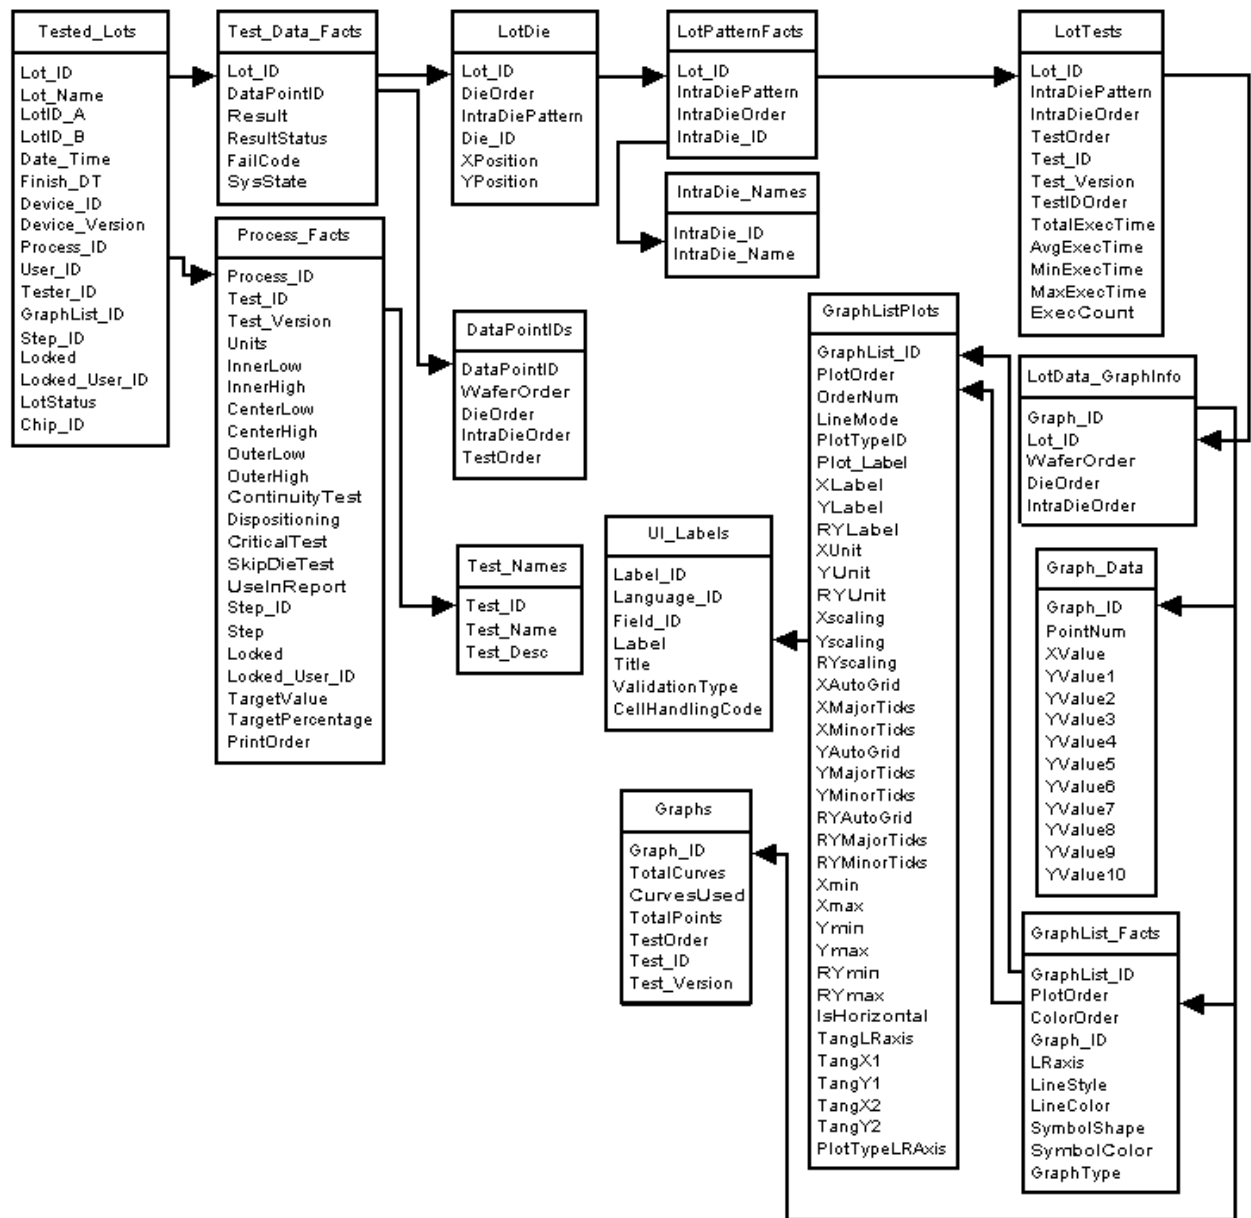 Tested_Lots
Lot_ID
Lot_Name
LotID_A
LotID_B
Date_Time
Finish_DT
Device_ID
Device_Version
Process_ID
User_ID
Tester_ID
GraphList_ID
Step_ID
Locked
Locked_User_ID
LotStatus
Chip_ID
Test_Data_Facts
Lot_ID
DataPointID
Result
ResultStatus
FailCode
SysState
Process_Facts
Process_ID
Test_ID
Test_Version
Units
InnerLow
InnerHigh
CenterLow
CenterHigh
OuterLow
OuterHigh
ContinuityTest
Dispositioning
CriticalTest
SkipDieTest
UseInReport
Step_ID
Step
Locked
Locked_User_ID
TargetValue
TargetPercentage
PrintOrder
LotDie
Lot_ID
DieOrder
IntraDiePattern
Die_ID
XPosition
YPosition
DataPointIDs
DataPointID
WaferOrder
DieOrder
IntraDieOrder
TestOrder
Test_Names
Test_ID
Test_Name
Test_Desc
LotPatternFacts
Lot_ID
IntraDiePattern
IntraDieOrder
IntraDie_ID
IntraDie_Names
IntraDie_ID
IntraDie_Name
UI_Labels
Label_ID
Language_ID
Field_ID
Label
Title
ValidationType
CellHandlingCode
Graphs
Graph_ID
TotalCurves
CurvesUsed
TotalPoints
TestOrder
Test_ID
Test_Version
GraphListPlots
GraphList_ID
PlotOrder
OrderNum
LineMode
PlotTypeID
Plot_Label
XLabel
YLabel
RYLabel
XUnit
YUnit
RYUnit
Xscaling
Yscaling
RYscaling
XAutoGrid
XMajorTicks
XMinorTicks
YAutoGrid
YMajorTicks
YMinorTicks
RYAutoGrid
RYMajorTicks
RYMinorTicks
Xmin
Xmax
Ymin
Ymax
RYmin
RYmax
IsHorizontal
TangLRaxis
TangX1
TangY1
TangX2
TangY2
PlotTypeLRAxis
LotTests
Lot_ID
IntraDiePattern
IntraDieOrder
TestOrder
Test_ID
Test_Version
TestIDOrder
TotalExecTime
AvgExecTime
MinExecTime
MaxExecTime
ExecCount
LotData_GraphInfo
Graph_ID
Lot_ID
WaferOrder
DieOrder
IntraDieOrder
Graph_Data
Graph_ID
PointNum
XValue
YValue1
YValue2
YValue3
YValue4
YValue5
YValue6
YValue7
YValue8
YValue9
YValue10
GraphList_Facts
GraphList_ID
PlotOrder
ColorOrder
Graph_ID
LRaxis
LineStyle
LineColor
SymbolShape
SymbolColor
GraphType